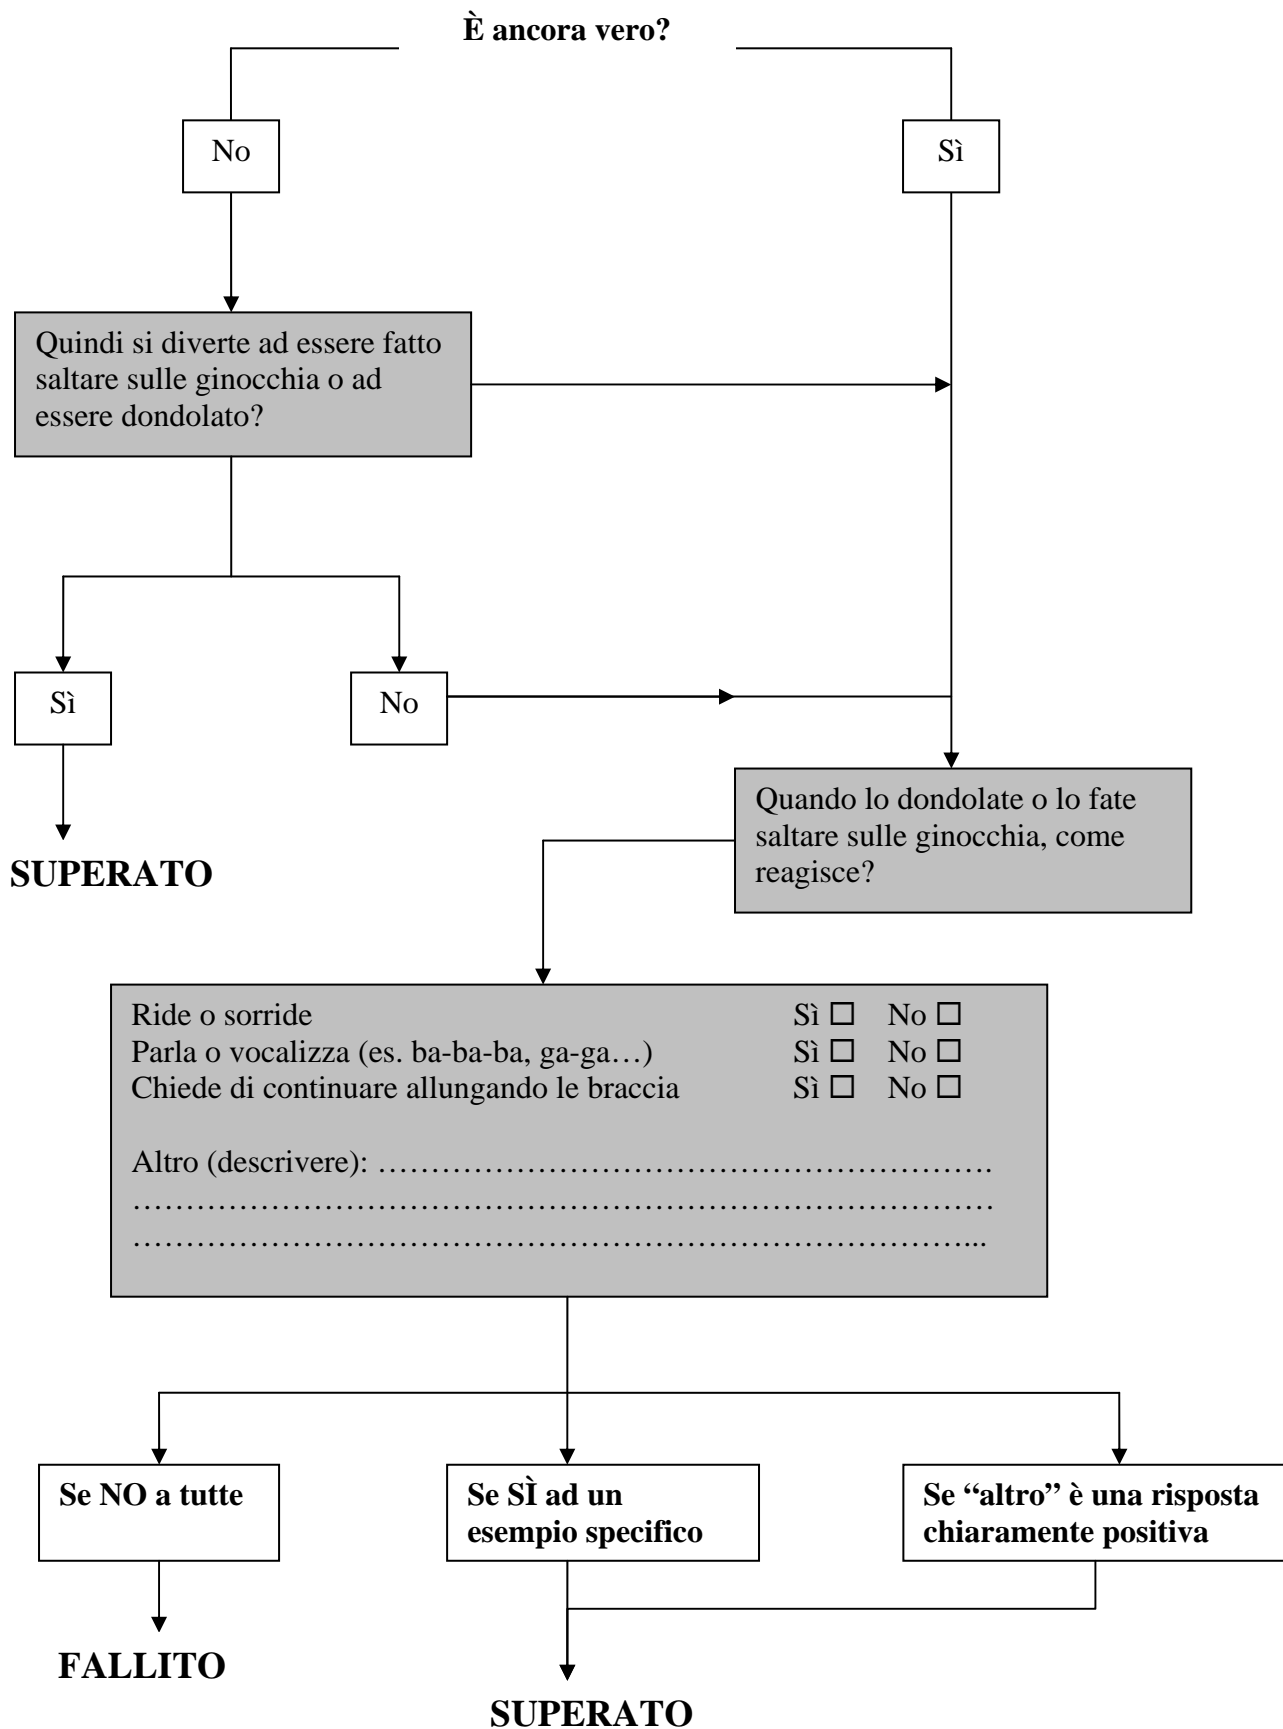 È ancora vero?
No
Sì
Quindi si diverte ad essere fatto
saltare sulle ginocchia o ad
essere dondolato?
Sì
No
Quando lo dondolate o lo fate
saltare sulle ginocchia, come
reagisce?
SUPERATO
Ride o sorride Sì □ No □
Parla o vocalizza (es. ba-ba-ba, ga-ga…) Sì □ No □
Chiede di continuare allungando le braccia Sì □ No □
Altro (descrivere): ………………………………………………….
………………………………………………………………………
……………………………………………………………………...
Se NO a tutte
Se SÌ ad un
esempio specifico
Se “altro” è una risposta
chiaramente positiva
FALLITO
SUPERATO